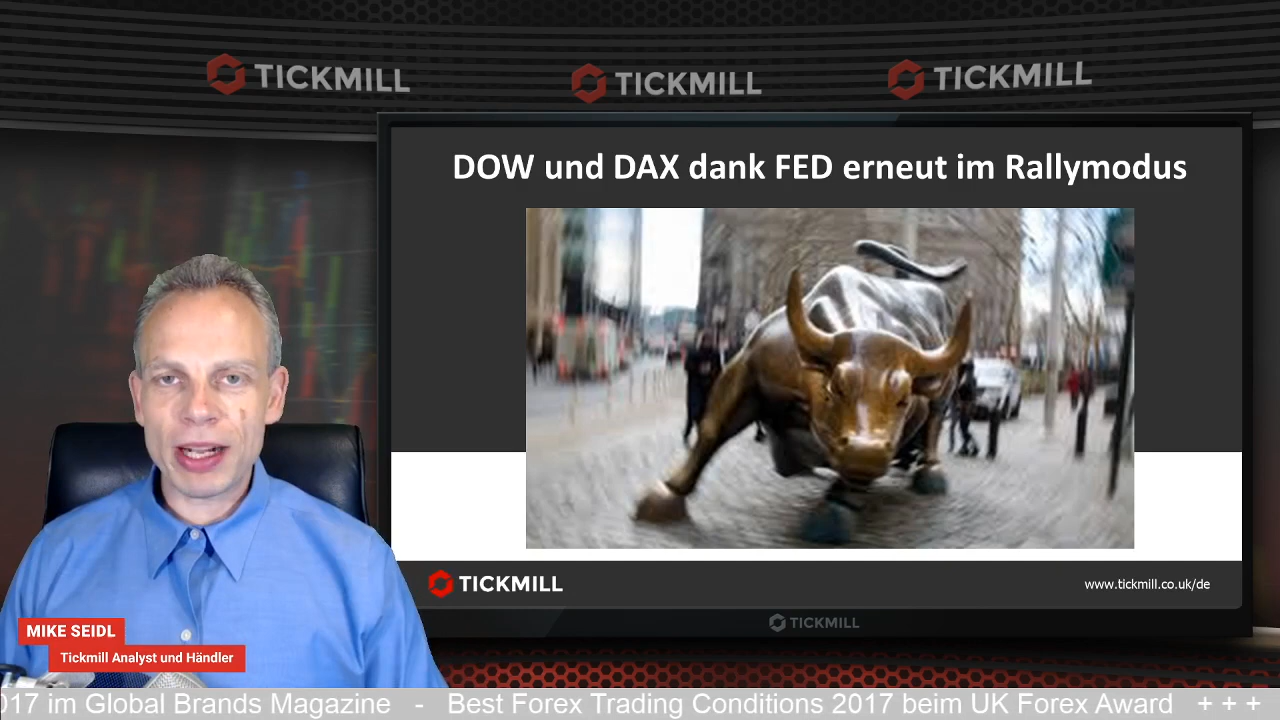 TICKMILL
TICKMILL
TICKMILL
DOW und DAX dank FED erneut im Rallymodus
TICKMILL
www.tickmill.co.uk/de
TICKMILL
MIKE SEIDL
Tickmill Analyst und Händler
im Global Brands Magazine - Best Forex Trading Conditions 2017 beim UK Forex Award + + +